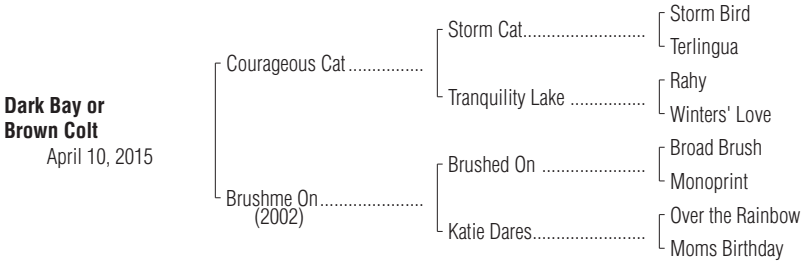 Dark Bay or
Brown Colt
April 10, 2015
Courageous Cat................
Brushme On......................
(2002)
Storm Cat..........................
Tranquility Lake ................
Brushed On ......................
Katie Dares........................
Storm Bird
Terlingua
Rahy
Winters' Love
Broad Brush
Monoprint
Over the Rainbow
Moms Birthday